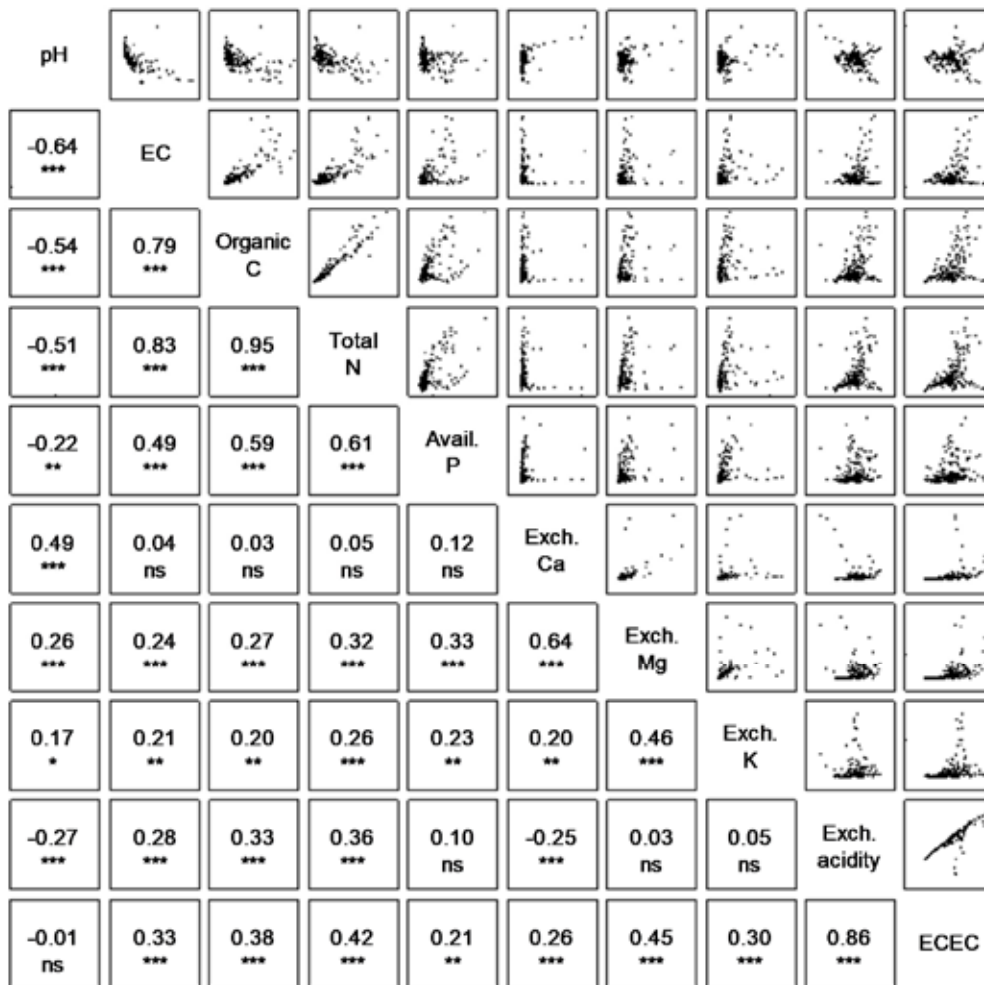 pH
-0.64 EC
***
-0.54 0.79 Organic C
*** ***
-0.51 0.83 0.95 Total N
*** *** ***
-0.22 0.49 0.59 0.61 Avail. P
** *** *** ***
0.49 0.04 0.03 0.05 0.12 Exch. Ca
*** ns ns ns ns
0.26 0.24 0.27 0.32 0.33 0.64 Exch. Mg
*** *** *** *** *** ***
0.17 0.21 0.20 0.26 0.23 0.20 0.46 Exch. K
* ** ** *** ** ** ***
-0.27 0.28 0.33 0.36 0.10 -0.25 0.03 0.05 Exch. acidity
*** *** *** *** ns *** ns ns
-0.01 0.33 0.38 0.42 0.21 0.26 0.45 0.30 0.86 ECEC
ns *** *** *** ** *** *** *** ***